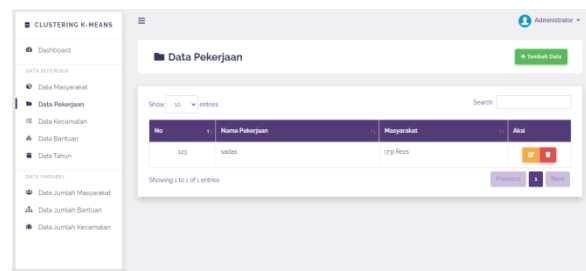 CLUSTERING K-MEANS
Administrator
Dashboard
DATA REFERENSI
Data Masyarakat
Data Pekerjaan
Data Kecamatan
Data Bantuan
Data Tahun
DATA VARIABEL
Data Jumlah Masyarakat
Data Jumlah Bantuan
Data Jumlah Kecamatan
Data Pekerjaan
+ Tambah Data
Show 10 entries
Search:
No Nama Pekerjaan Masyarakat Aksi
123 sadas (73) Rezs
Showing 1 to 1 of 1 entries
Previous 1 Next